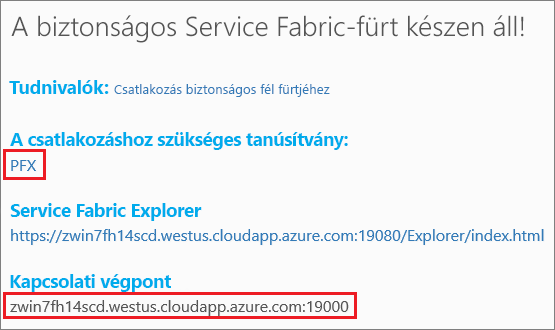 A biztonságos Service Fabric-fürt készen áll!
Tudnivalók: Csatlakozás biztonságos fél fürtjéhez
A csatlakozáshoz szükséges tanúsítvány:
PFX
Service Fabric Explorer
https://zwin7fh14scd.westus.cloudapp.azure.com:19080/Explorer/index.html
Kapcsolati végpont
zwin7fh14scd.westus.cloudapp.azure.com:19000